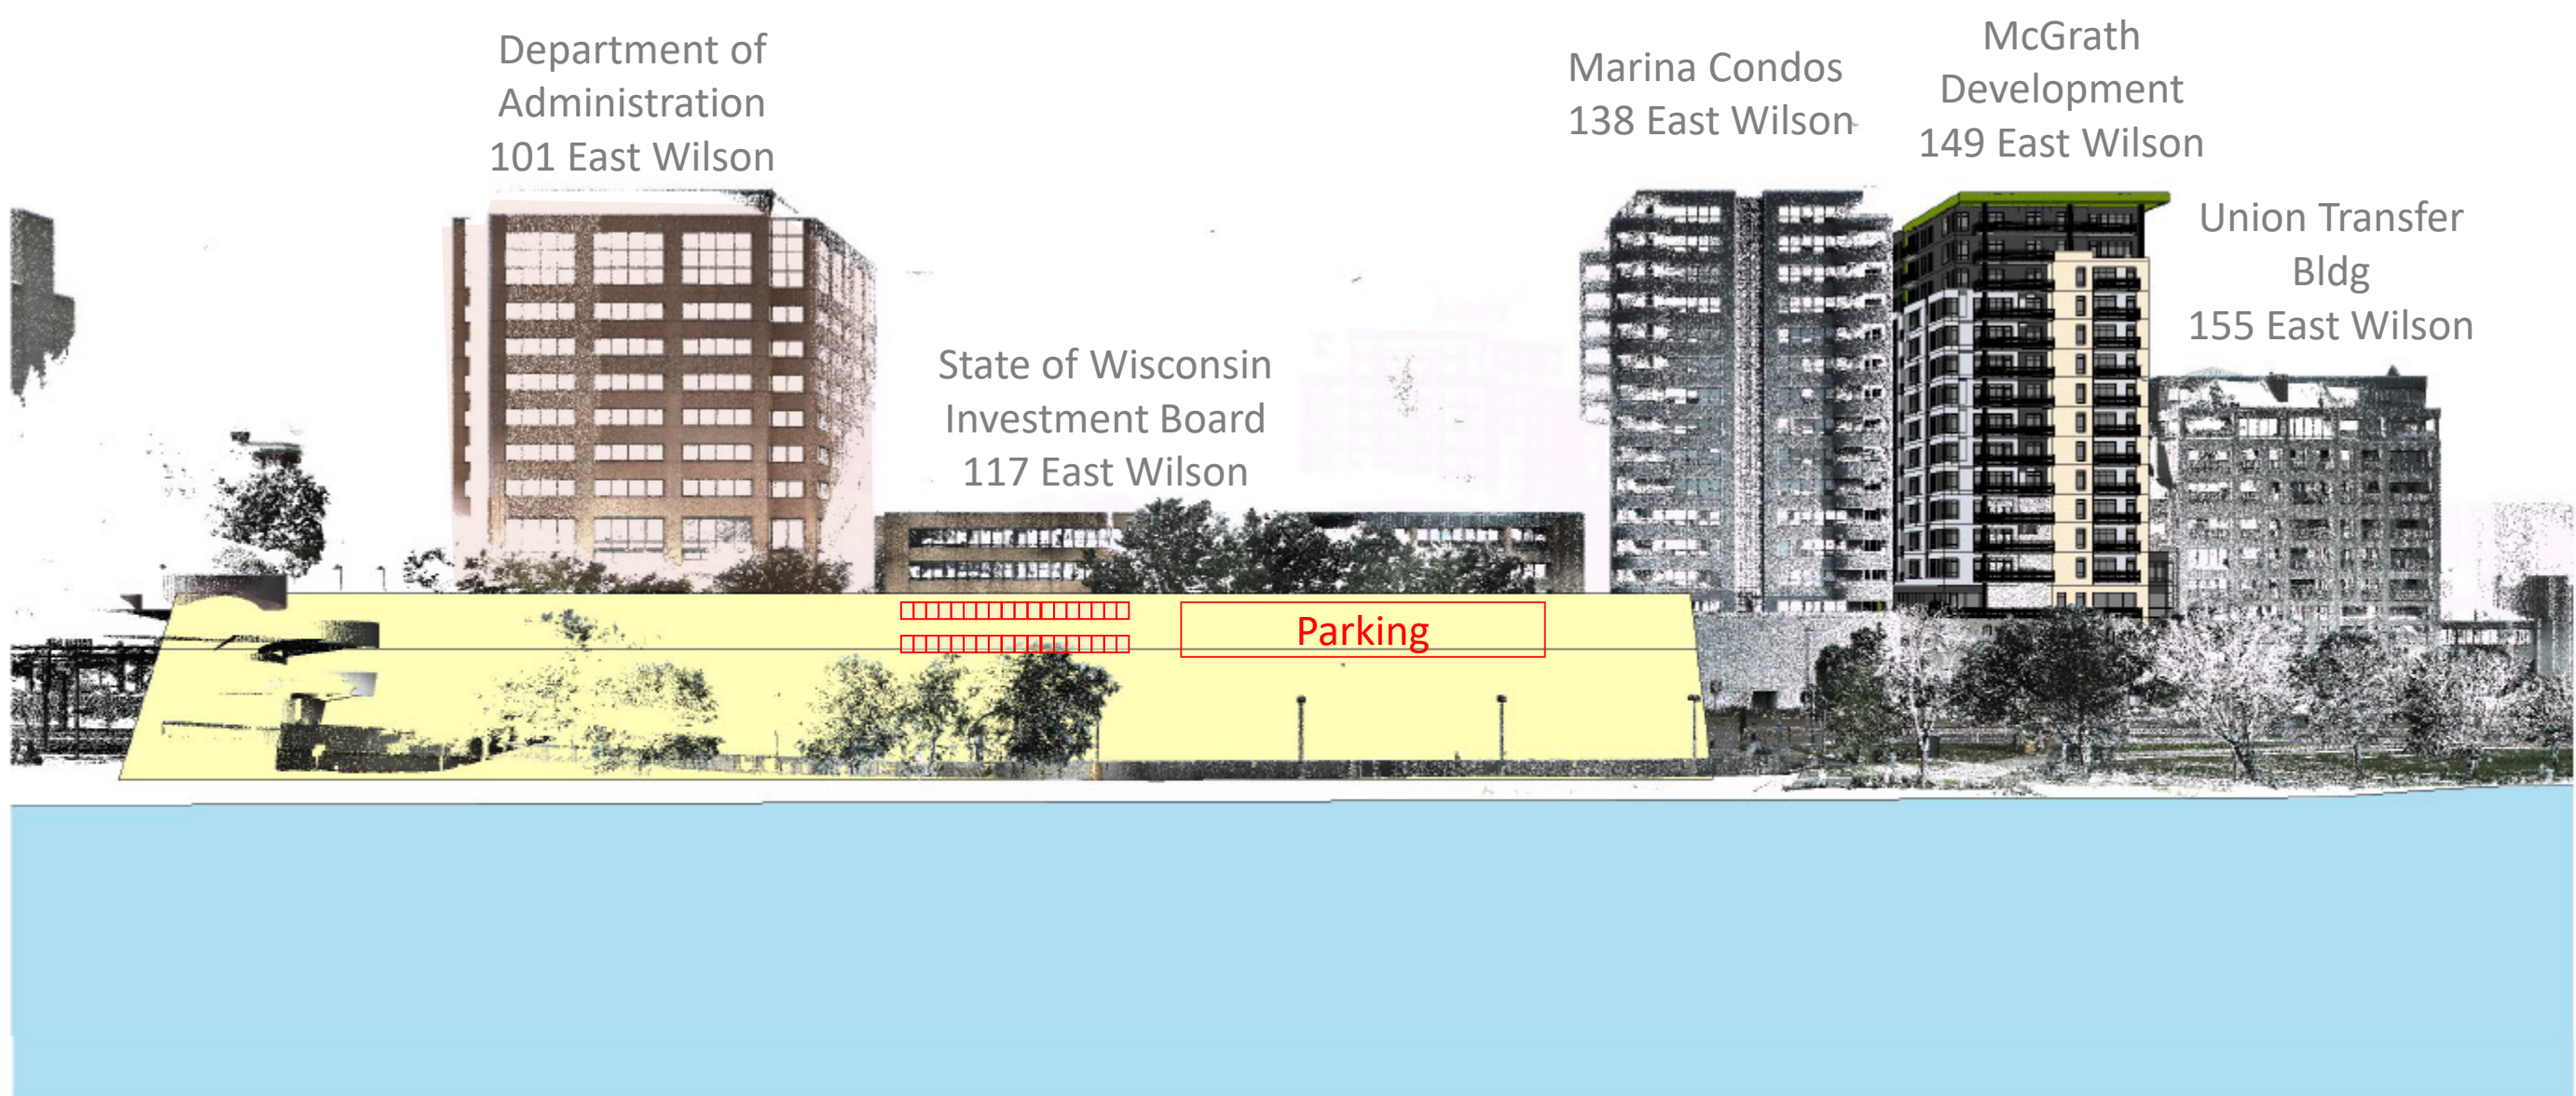 Department of
Administration
101 East Wilson
State of Wisconsin
Investment Board
117 East Wilson
Marina Condos
138 East Wilson
McGrath
Development
149 East Wilson
Union Transfer
Bldg
155 East Wilson
Parking